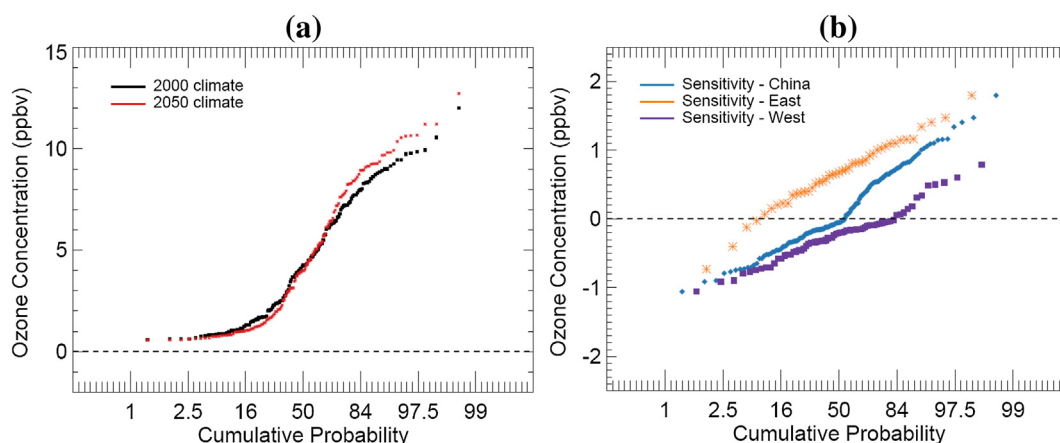 (a)
15
10
5
0
Ozone Concentration (ppbv)
2000 climate
2050 climate
1 2.5 16 50 84 97.5 99
Cumulative Probability
(b)
2
1
0
-1
-2
Ozone Concentration (ppbv)
Sensitivity - China
Sensitivity - East
Sensitivity - West
1 2.5 16 50 84 97.5 99
Cumulative Probability